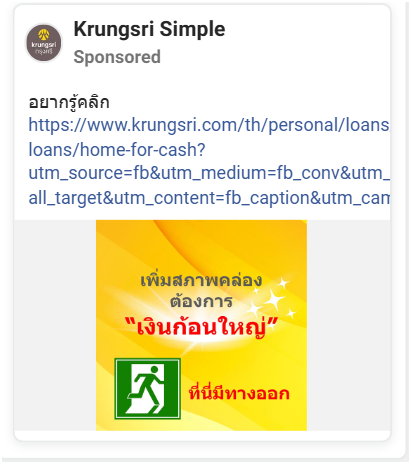 Krungsri Simple
Sponsored
krungsri
กรุงศรี
อยากรู้คลิก
https://www.krungsri.com/th/personal/loans
loans/home-for-cash?
utm_source=fb&utm_medium=fb_conv&utm_
all_target&utm_content=fb_caption&utm_cam
เพิ่มสภาพคล่อง
ต้องการ
“เงินก้อนใหญ่”
ที่นี่มีทางออก